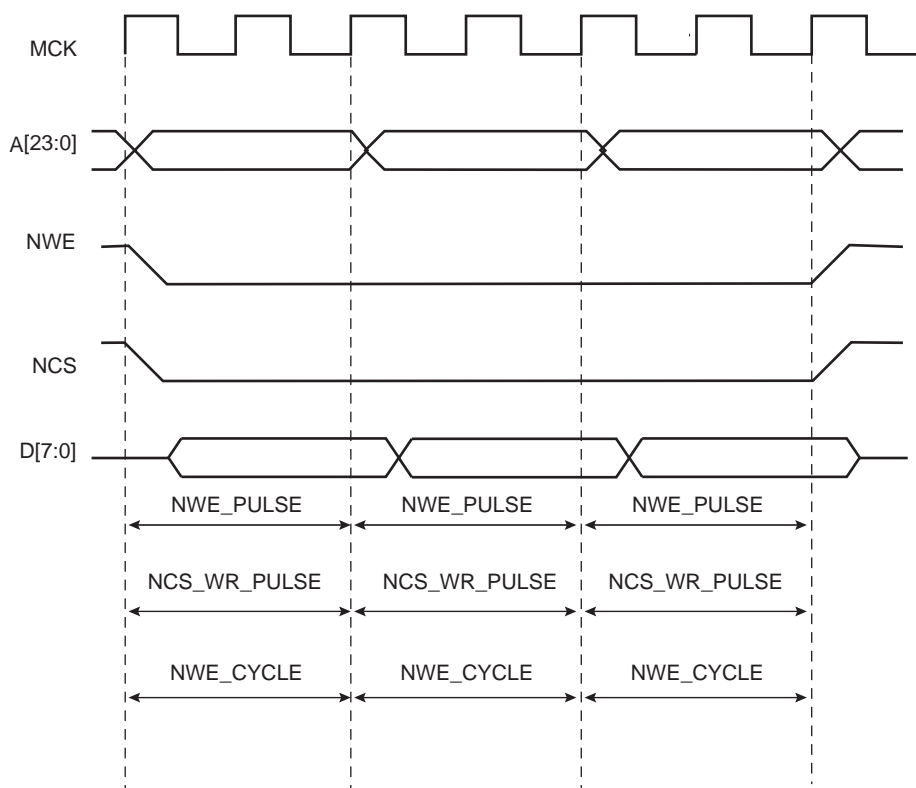 MCK
A[23:0]
NWE
NCS
D[7:0]
NWE_PULSE NWE_PULSE NWE_PULSE
NCS_WR_PULSE NCS_WR_PULSE NCS_WR_PULSE
NWE_CYCLE NWE_CYCLE NWE_CYCLE